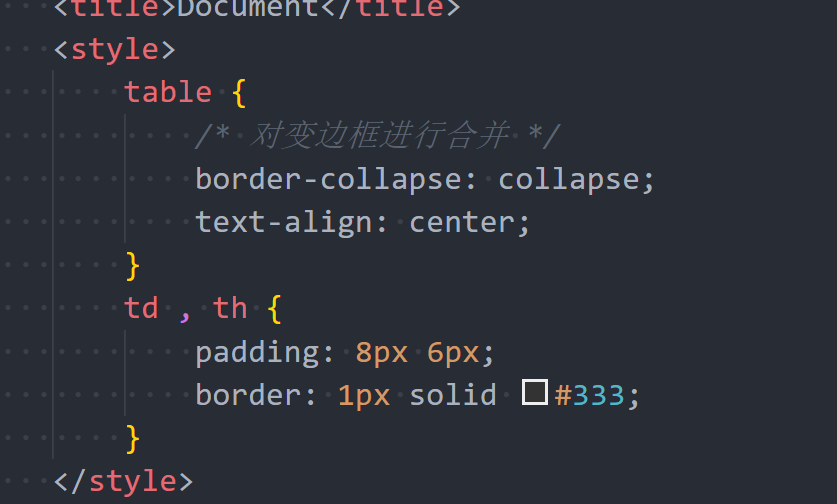 <title>Document</title>
<style>
table {
/* 对变边框进行合并 */
border-collapse: collapse;
text-align: center;
}
td , th {
padding: 8px 6px;
border: 1px solid #333;
}
</style>